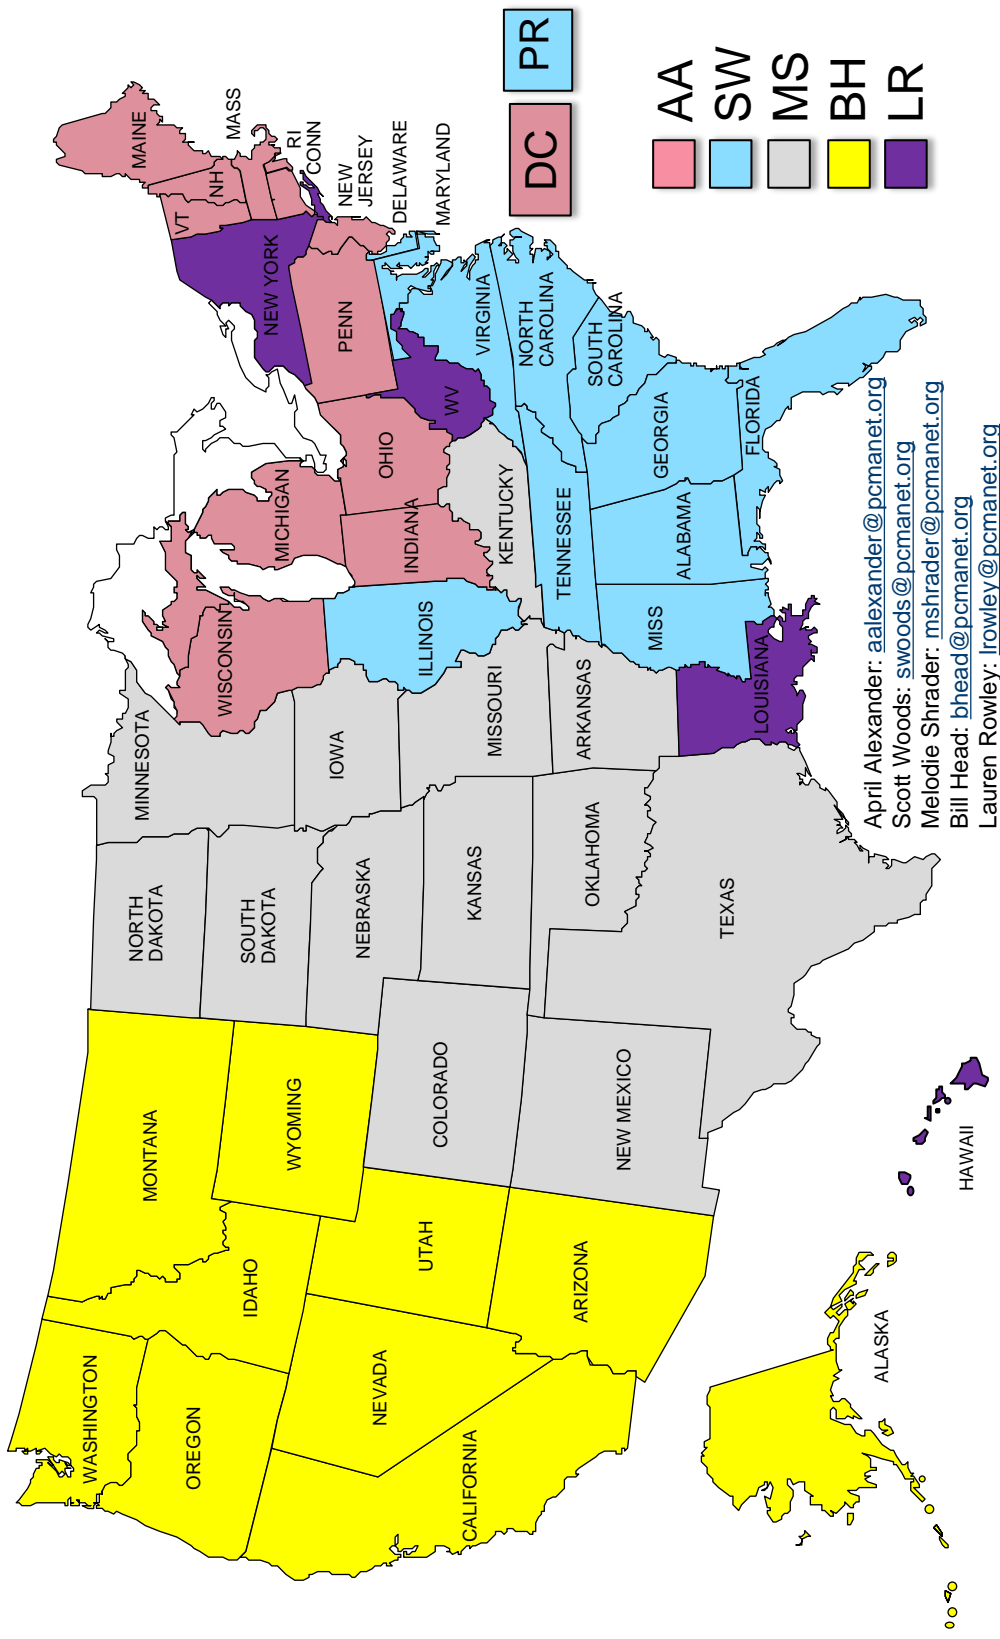 WASHINGTON
OREGON
CALIFORNIA
NEVADA
IDAHO
MONTANA
WYOMING
UTAH
ARIZONA
COLORADO
NEW MEXICO
NORTH
DAKOTA
SOUTH
DAKOTA
NEBRASKA
KANSAS
OKLAHOMA
TEXAS
MINNESOTA
IOWA
MISSOURI
ARKANSAS
LOUISIANA
WISCONSIN
ILLINOIS
MICHIGAN
INDIANA
OHIO
KENTUCKY
TENNESSEE
MISS
ALABAMA
GEORGIA
FLORIDA
SOUTH
CAROLINA
NORTH
CAROLINA
VIRGINIA
WV
PENN
NEW YORK
VT
NH
MAINE
MASS
RI
CONN
NEW
JERSEY
DELAWARE
MARYLAND
ALASKA
HAWAII
DC
PR
AA
SW
MS
BH
LR
April Alexander: aalexander@pcmanet.org
Scott Woods: swoods@pcmanet.org
Melodie Shrader: mshrader@pcmanet.org
Bill Head: bhead@pcmanet.org
Lauren Rowley: lrowley@pcmanet.org